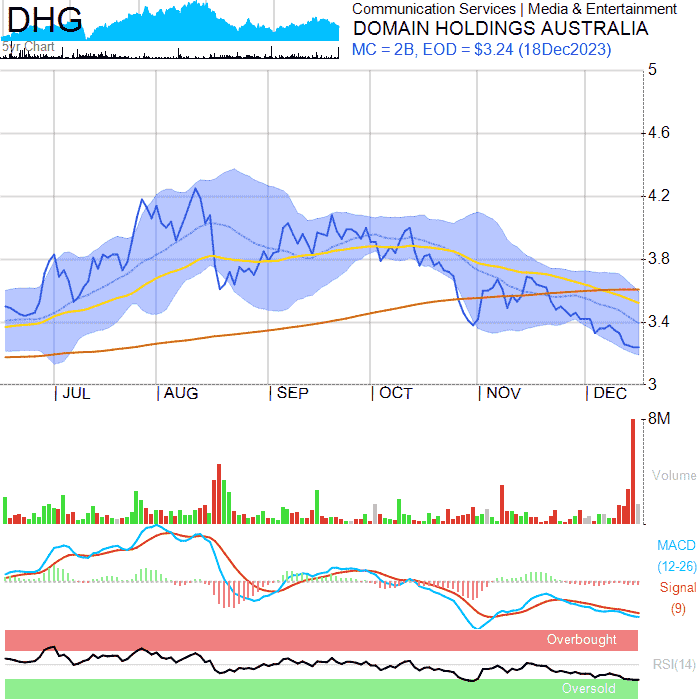 DHG
5yr Chart
Communication Services | Media & Entertainment
DOMAIN HOLDINGS AUSTRALIA
MC = 2B, EOD = $3.24 (18Dec2023)
5
4.6
4.2
3.8
3.4
3
JUL
AUG
SEP
OCT
NOV
DEC
8M
Volume
MACD
(12-26)
Signal
(9)
Overbought
RSI(14)
Oversold